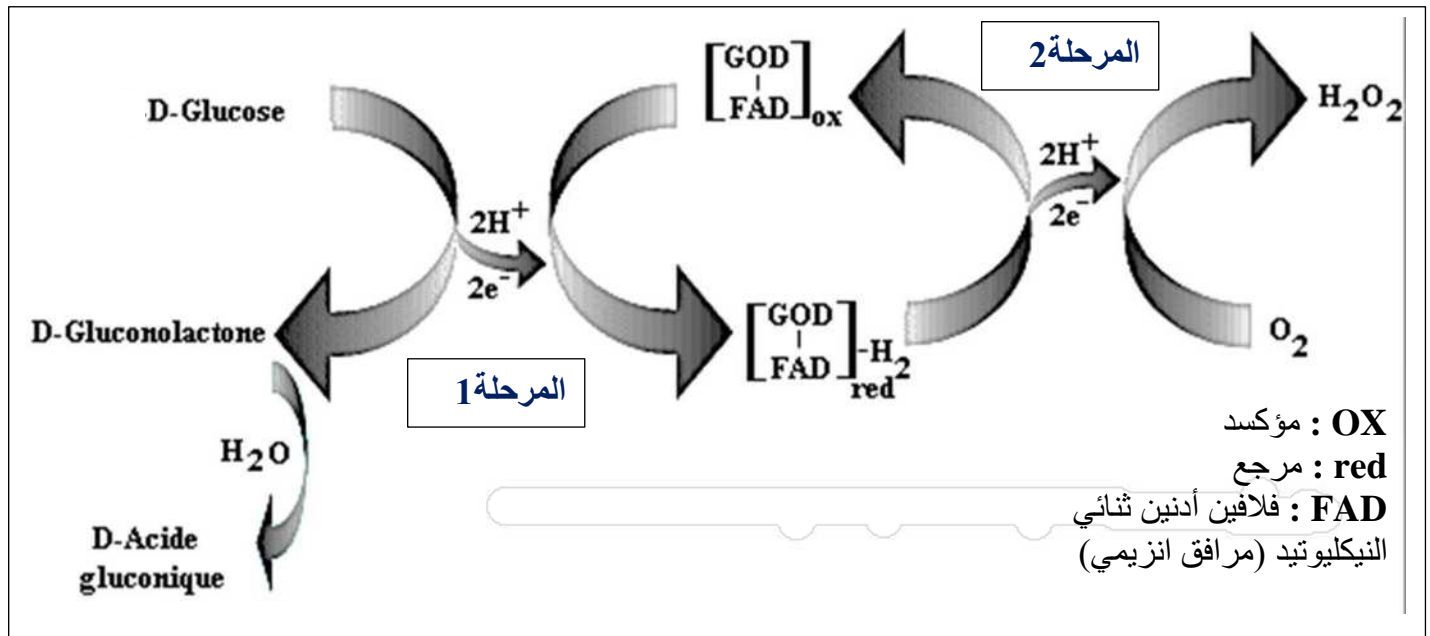 المرحلة2
[GOD
FAD]ox
H2O2
D-Glucose
2H+
2e-
2H+
2e-
D-Gluconolactone
[GOD
FAD]-H2
red
O2
المرحلة1
H2O
D-Acide
gluconique
OX : مؤكسد
red : مرجع
FAD : فلافين أدنين ثنائي
النيكليوتيد (مرافق انزيمي)